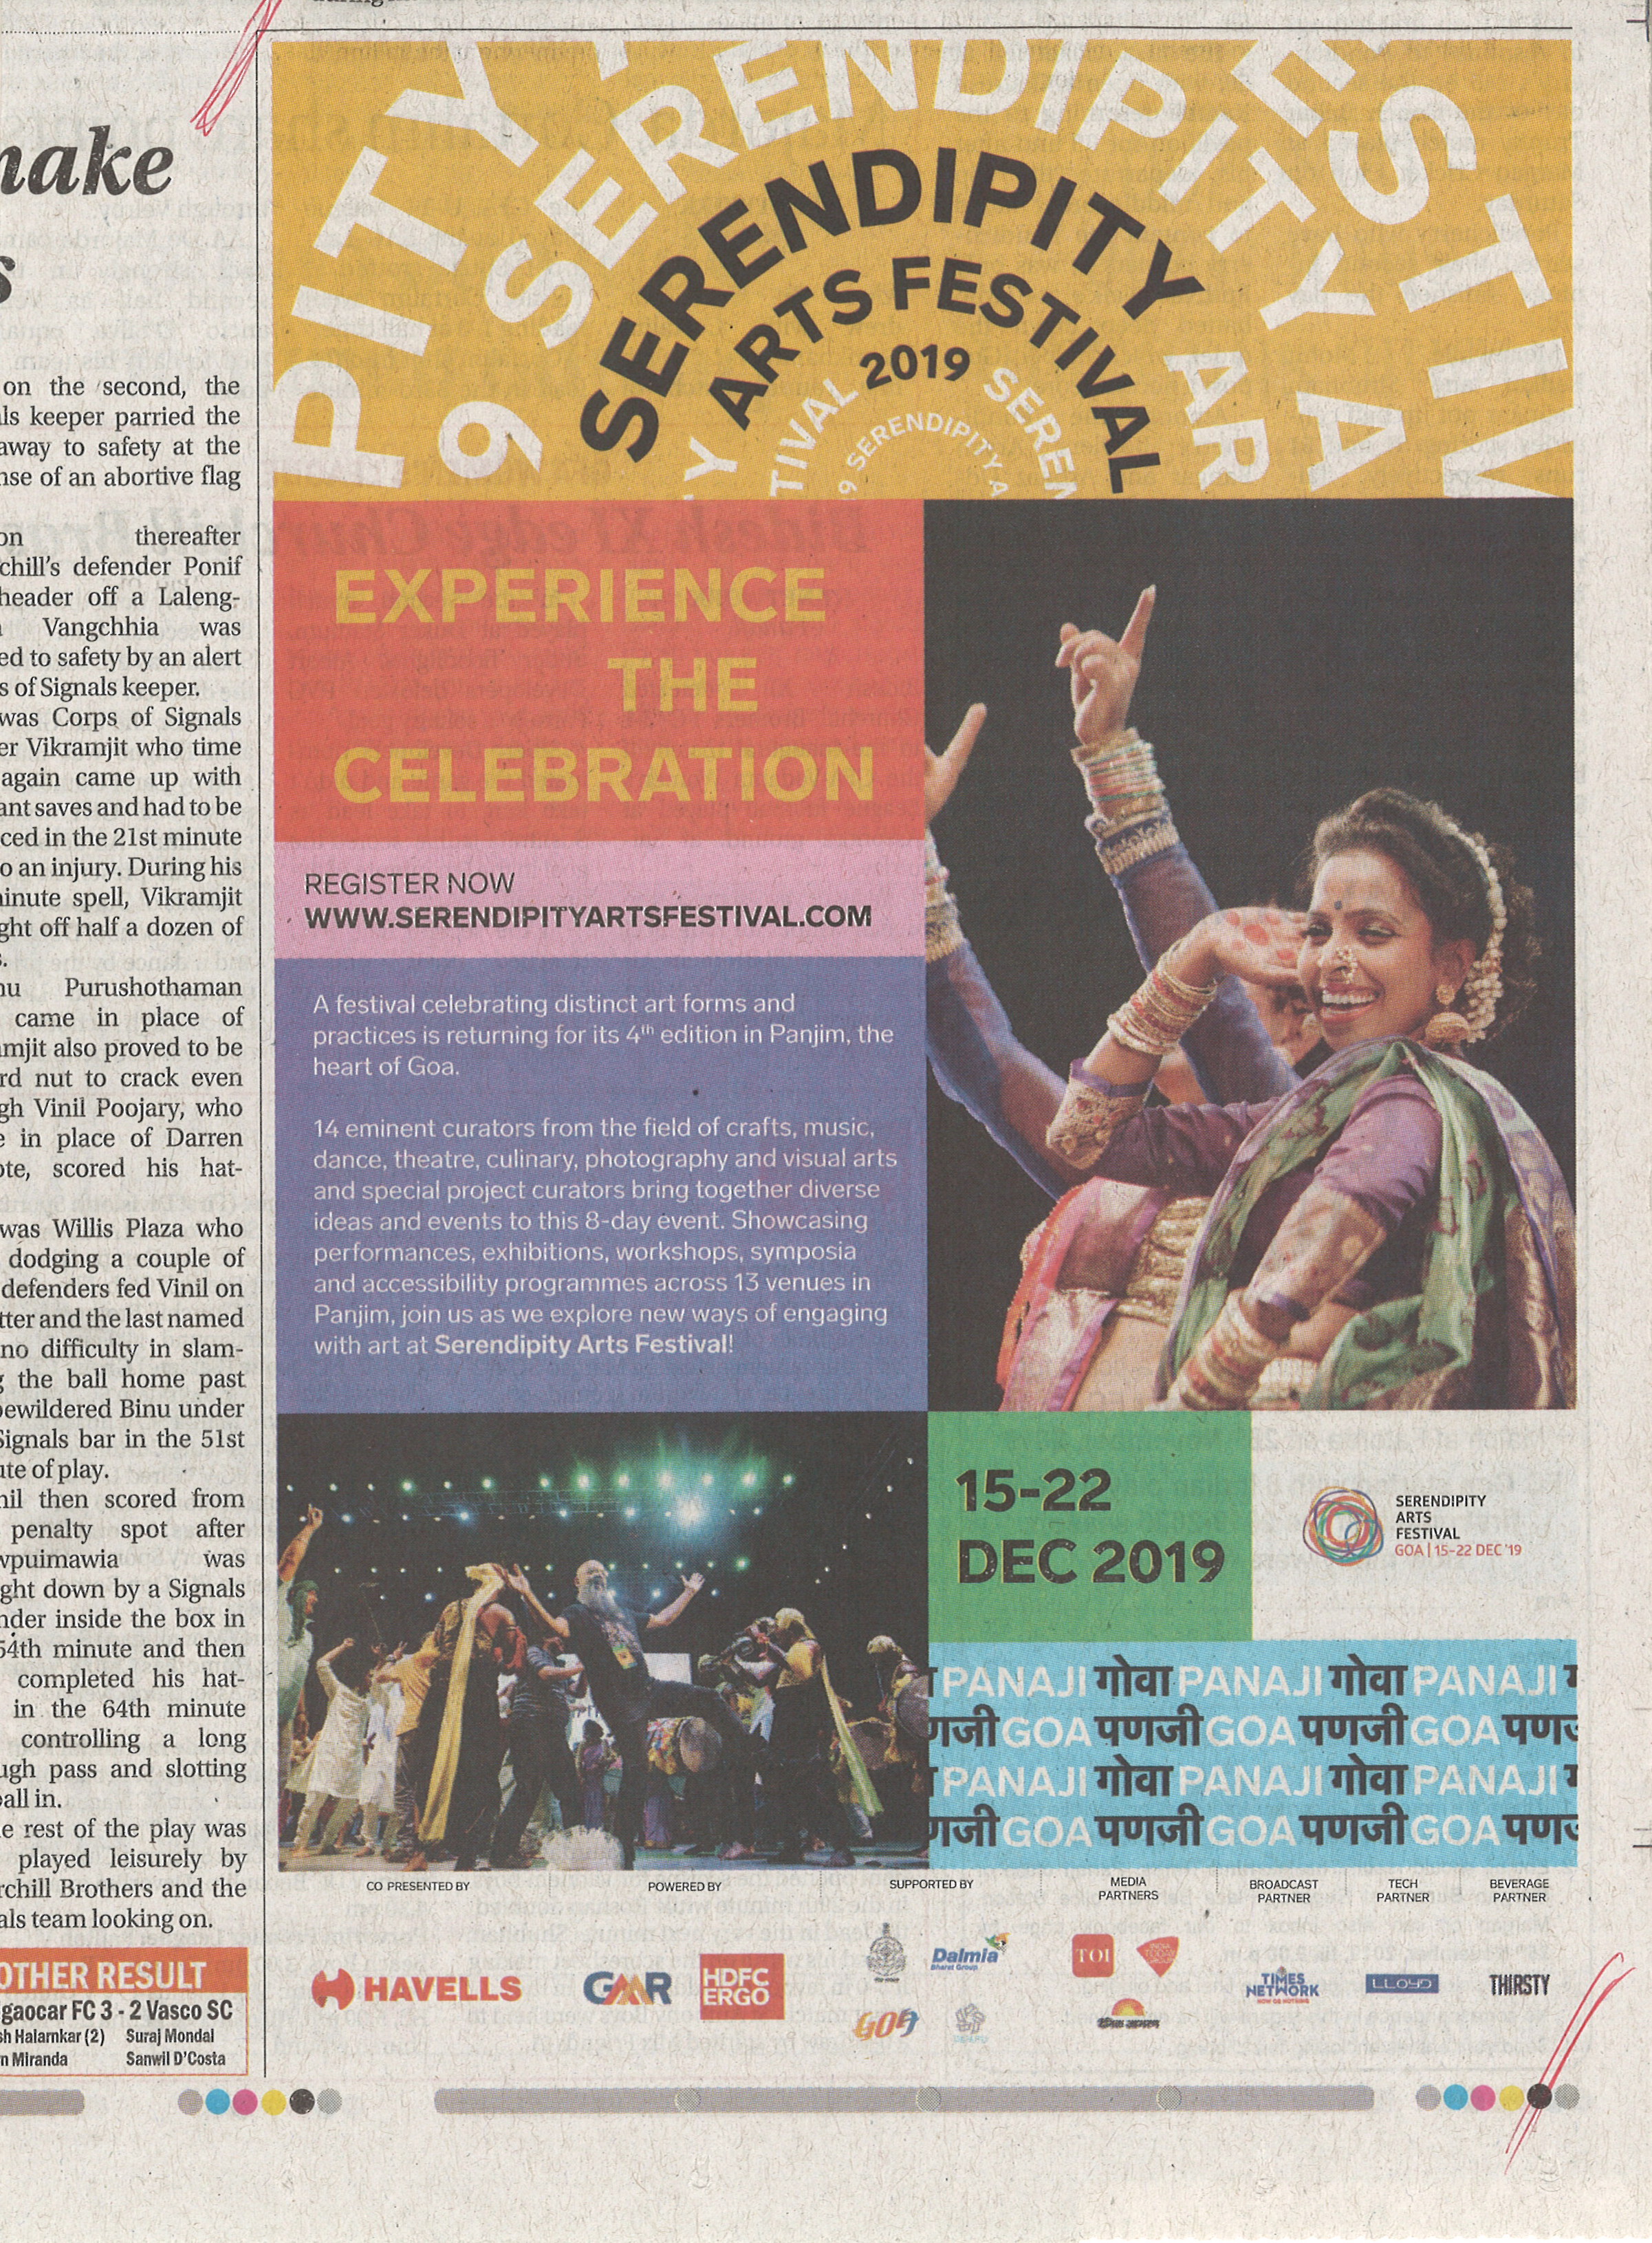 make
s
on the second, the
ls keeper parried the
away to safety at the
nse of an abortive flag
on thereafter
chill's defender Ponif
header off a Laleng-
Vangchhia was
ed to safety by an alert
s of Signals keeper.
was Corps of Signals
er Vikramjit who time
again came up with
ant saves and had to be
ced in the 21st minute
o an injury. During his
minute spell, Vikramjit
ght off half a dozen of
s.
nu Purushothaman
came in place of
amjit also proved to be
rd nut to crack even
gh Vinil Poojary, who
e in place of Darren
ote, scored his hat-
was Willis Plaza who
dodging a couple of
defenders fed Vinil on
tter and the last named
no difficulty in slam-
g the ball home past
bewildered Binu under
Signals bar in the 51st
ute of play.
nil then scored from
penalty spot after
wpuimawia was
ght down by a Signals
nder inside the box in
54th minute and then
completed his hat-
in the 64th minute
controlling a long
ugh pass and slotting
ball in.
e rest of the play was
played leisurely by
rchill Brothers and the
als team looking on.
OTHER RESULT
gaocar FC 3 - 2 Vasco SC
sh Halarnkar (2) Suraj Mondal
n Miranda Sanwil D'Costa
PITY - ESTIV
9 SERENDIPITY AR
SERENDIPITY
ARTS FESTIVAL
2019
TIVAL SEREN
9 SERENDIPITY A
EXPERIENCE
THE
CELEBRATION
REGISTER NOW
WWW.SERENDIPITYARTSFESTIVAL.COM
A festival celebrating distinct art forms and
practices is returning for its 4th edition in Panjim, the
heart of Goa.
14 eminent curators from the field of crafts, music,
dance, theatre, culinary, photography and visual arts
and special project curators bring together diverse
ideas and events to this 8-day event. Showcasing
performances, exhibitions, workshops, symposia
and accessibility programmes across 13 venues in
Panjim, join us as we explore new ways of engaging
with art at Serendipity Arts Festival!
15-22
DEC 2019
SERENDIPITY
ARTS
FESTIVAL
GOA | 15-22 DEC '19
PANAJI गोवा PANAJI गोवा PANAJI
णजी GOA पणजी GOA पणजी GOA पण
PANAJI गोवा PANAJI गोवा PANAJI
णजी GOA पणजी GOA पणजी GOA पण
CO PRESENTED BY
HAVELLS
POWERED BY
GMR
HDFC
ERGO
SUPPORTED BY
Dalmia
Bharat Group
GOA
MEDIA
PARTNERS
TOI
दैनिक जागरण
BROADCAST
PARTNER
TIMES
NETWORK
NOW OR NOTHING
TECH
PARTNER
LLOYD
BEVERAGE
PARTNER
THIRSTY